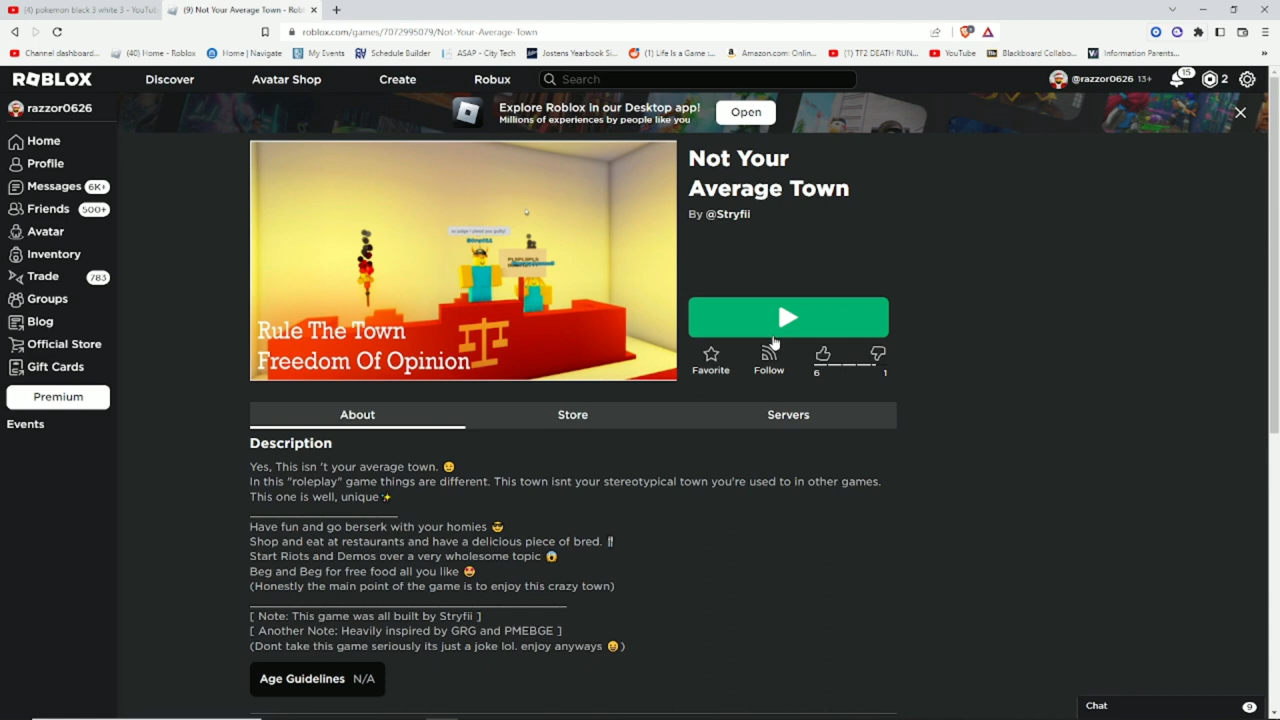 (4) pokemon black 3 white 3 - YouTu
(9) Not Your Average Town - Rob
roblox.com/games/7072995079/Not-Your-Average-Town
Channel dashboard...
(40) Home - Roblox
Home | Navigate
My Events
Schedule Builder
ASAP - City Tech
Jostens Yearbook Si...
(1) Life Is a Game :...
Amazon.com: Onlin...
(1) TF2 DEATH RUN...
YouTube
Blackboard Collabo...
Information Parents...
ROBLOX
Discover
Avatar Shop
Create
Robux
Search
@razzor0626 13+
15
2
razzor0626
Explore Roblox in our Desktop app!
Millions of experiences by people like you
Open
Home
Profile
Messages 6K+
Friends 500+
Avatar
Inventory
Trade 783
Groups
Blog
Official Store
Gift Cards
Premium
Events
Rule The Town
Freedom Of Opinion
Not Your
Average Town
By @Stryfii
Favorite
Follow
6
1
About
Store
Servers
Description
Yes, This isn 't your average town. 😉
In this "roleplay" game things are different. This town isnt your stereotypical town you're used to in other games.
This one is well, unique ✨
Have fun and go berserk with your homies 😎
Shop and eat at restaurants and have a delicious piece of bred. 🍴
Start Riots and Demos over a very wholesome topic 😱
Beg and Beg for free food all you like 😍
(Honestly the main point of the game is to enjoy this crazy town)
[ Note: This game was all built by Stryfii ]
[ Another Note: Heavily inspired by GRG and PMEBGE ]
(Dont take this game seriously its just a joke lol. enjoy anyways 😆 )
Age Guidelines N/A
Chat
9